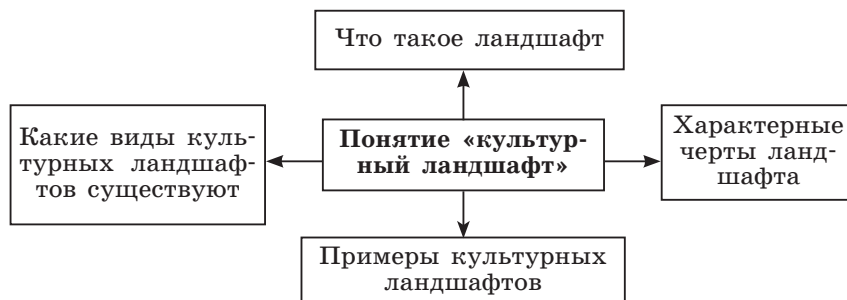 Что такое ландшафт
Какие виды куль-
турных ландшаф-
тов существуют
Понятие «культур-
ный ландшафт»
Характерные
черты ланд-
шафта
Примеры культурных
ландшафтов